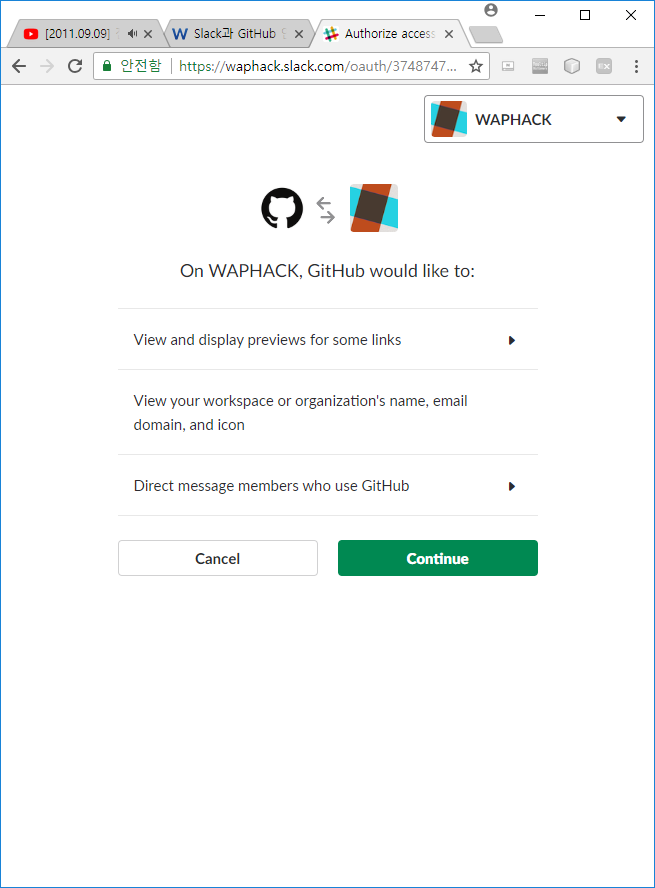 [2011.09.09]
Slack과 GitHub
Authorize access
안전함
https://waphack.slack.com/oauth/3748747...
EX
WAPHACK
On WAPHACK, GitHub would like to:
View and display previews for some links
View your workspace or organization's name, email
domain, and icon
Direct message members who use GitHub
Cancel
Continue